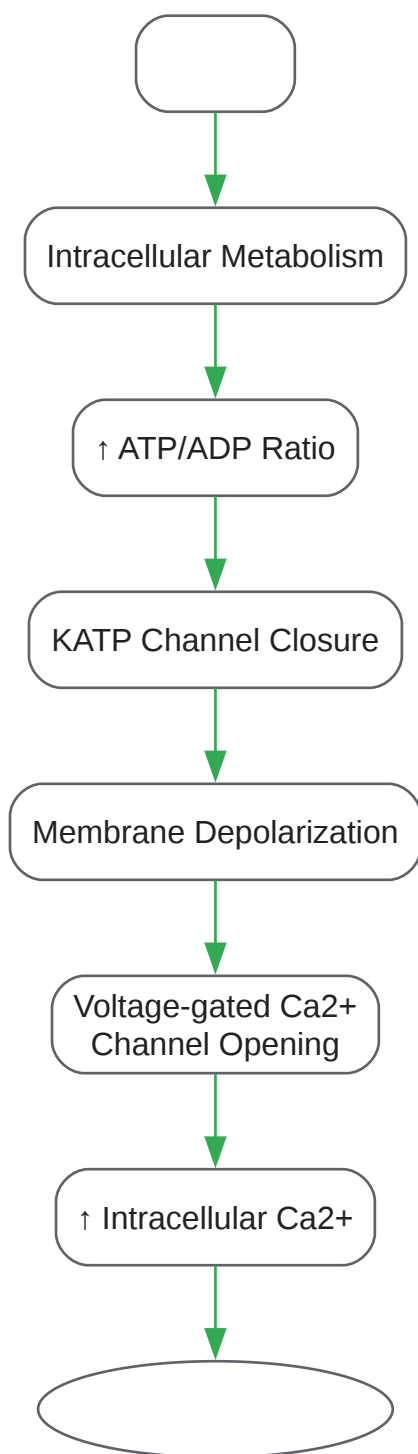 Intracellular Metabolism
↑ ATP/ADP Ratio
KATP Channel Closure
Membrane Depolarization
Voltage-gated Ca2+
Channel Opening
↑ Intracellular Ca2+